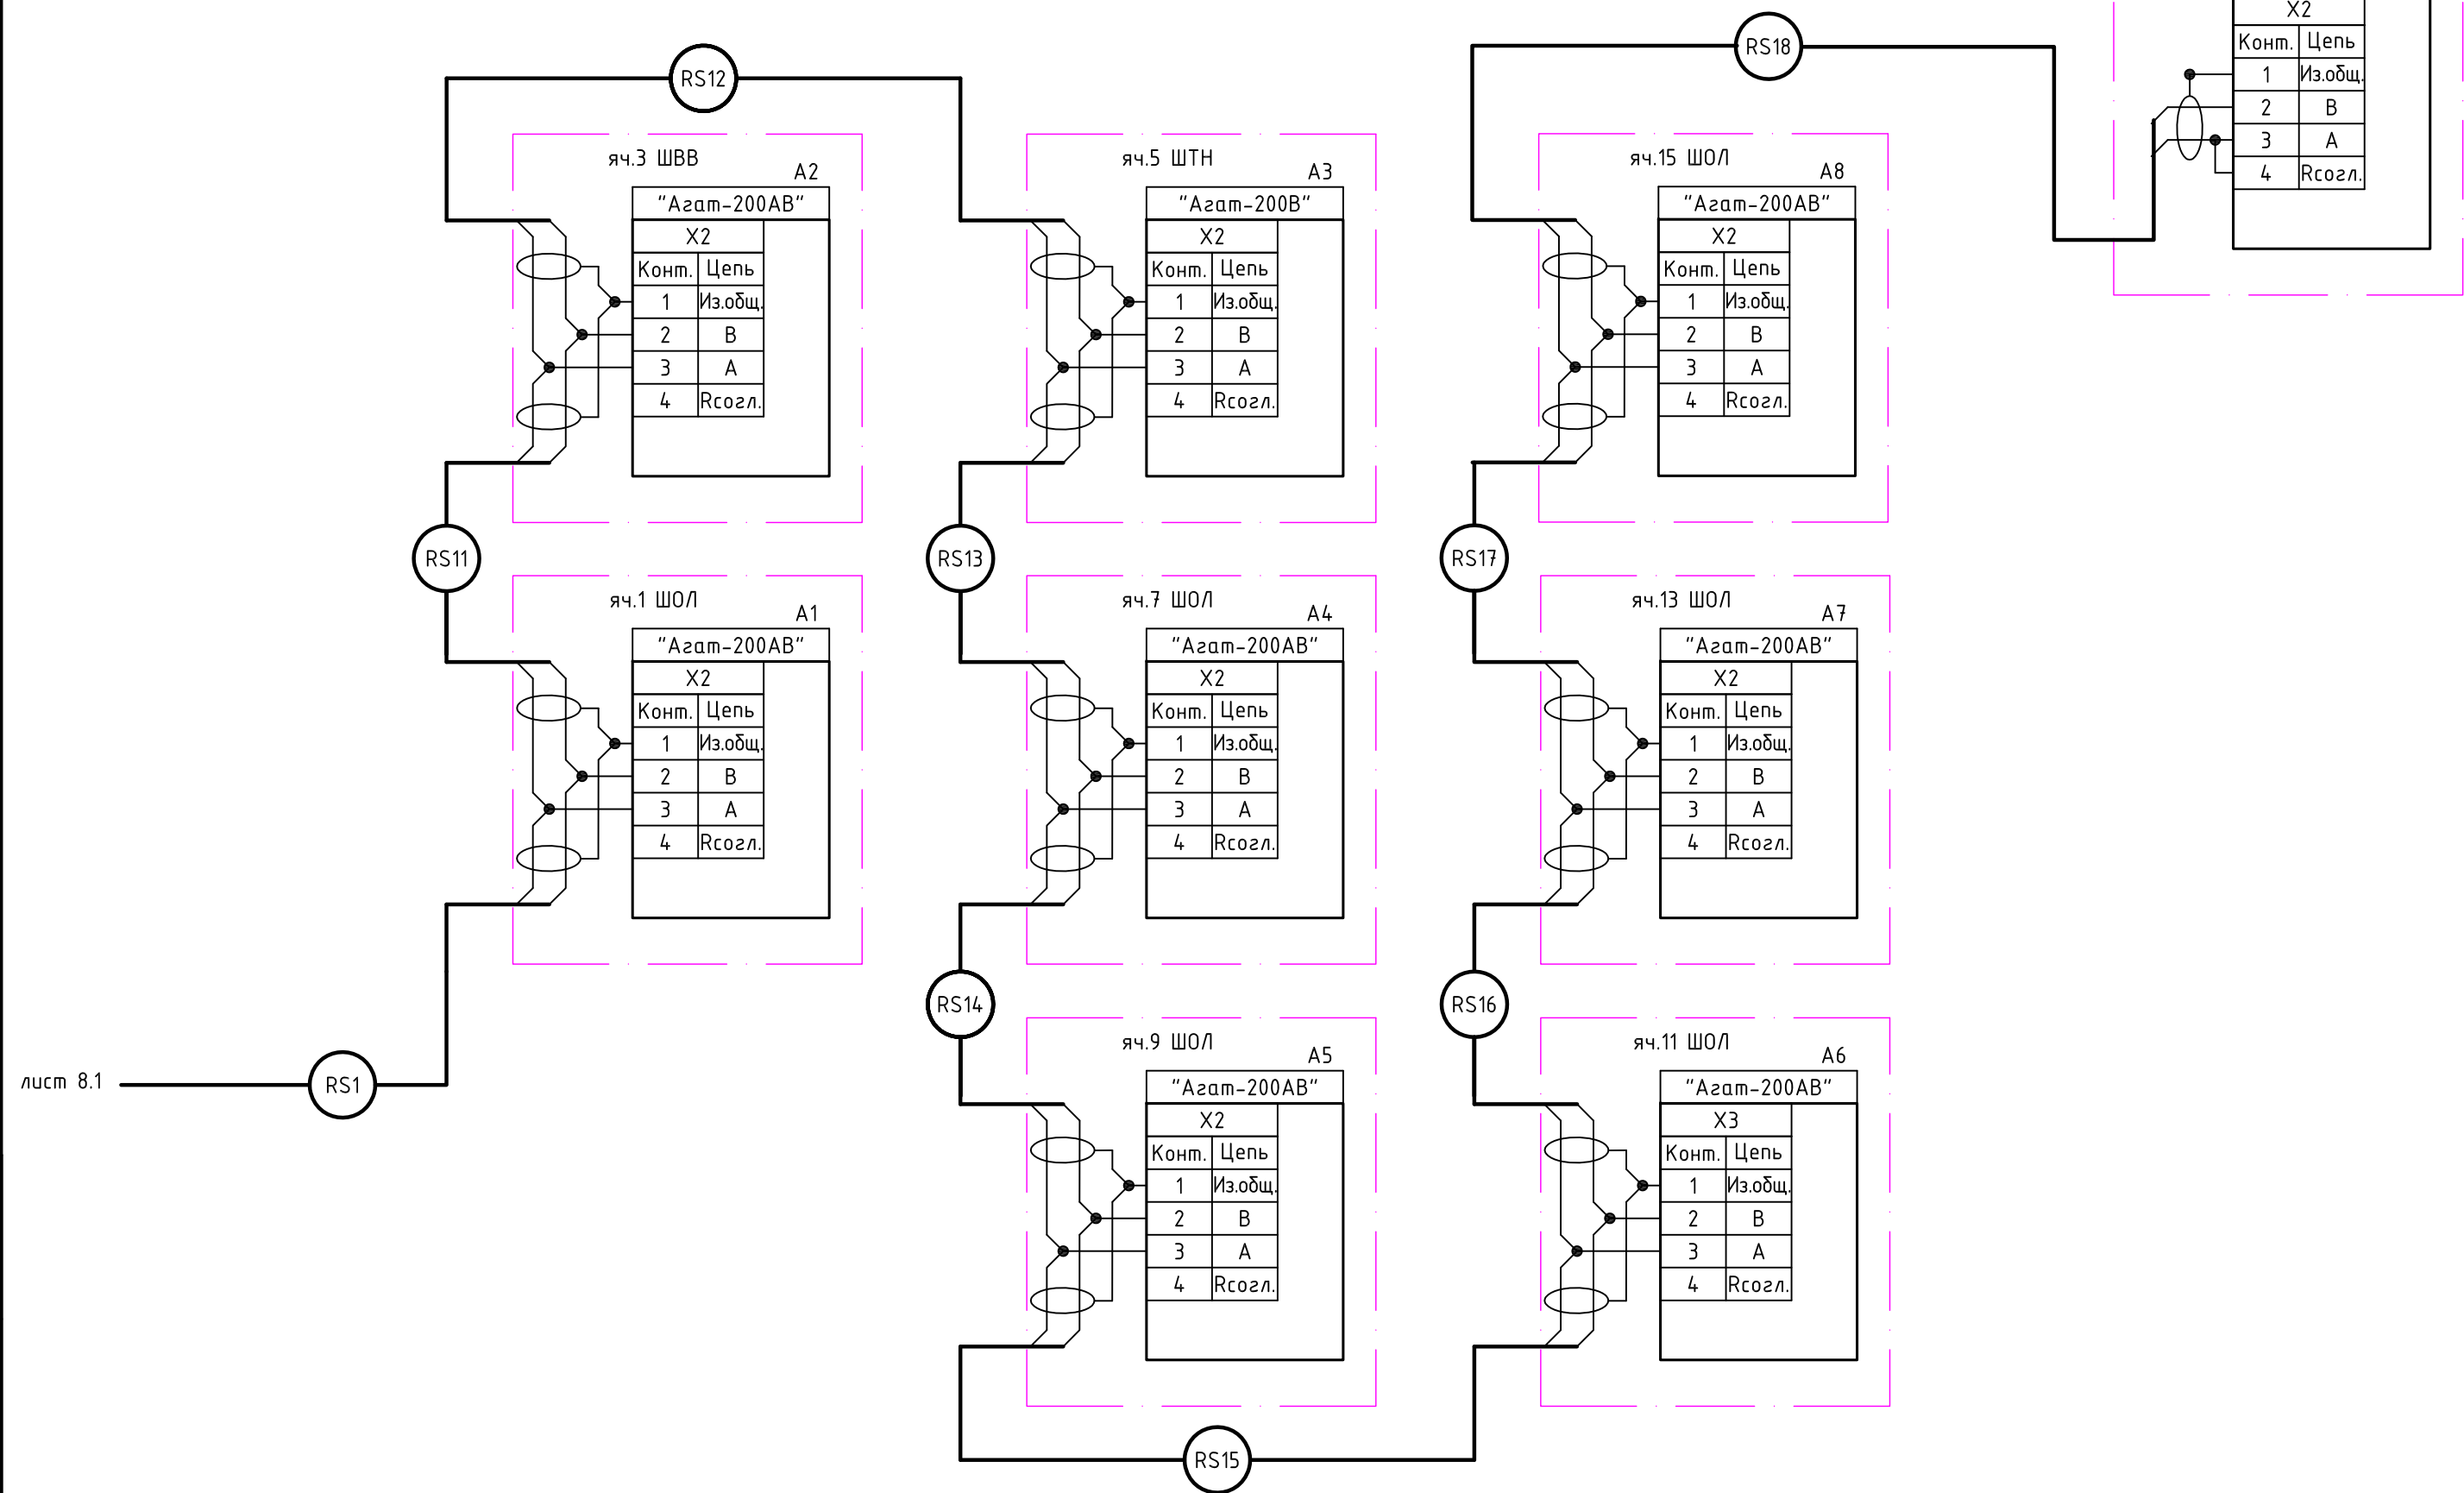 RS12
RS18
X2
Конт. Цепь
1 Из.общ.
2 B
3 A
4 Rсогл.
яч.3 ШВВ
A2
"Агат-200АВ"
X2
Конт. Цепь
1 Из.общ.
2 B
3 A
4 Rсогл.
яч.5 ШТН
A3
"Агат-200В"
X2
Конт. Цепь
1 Из.общ.
2 B
3 A
4 Rсогл.
яч.15 ШОЛ
A8
"Агат-200АВ"
X2
Конт. Цепь
1 Из.общ.
2 B
3 A
4 Rсогл.
RS11
RS13
RS17
яч.1 ШОЛ
A1
"Агат-200АВ"
X2
Конт. Цепь
1 Из.общ.
2 B
3 A
4 Rсогл.
яч.7 ШОЛ
A4
"Агат-200АВ"
X2
Конт. Цепь
1 Из.общ.
2 B
3 A
4 Rсогл.
яч.13 ШОЛ
A7
"Агат-200АВ"
X2
Конт. Цепь
1 Из.общ.
2 B
3 A
4 Rсогл.
RS14
RS16
лист 8.1
RS1
яч.9 ШОЛ
A5
"Агат-200АВ"
X2
Конт. Цепь
1 Из.общ.
2 B
3 A
4 Rсогл.
яч.11 ШОЛ
A6
"Агат-200АВ"
X3
Конт. Цепь
1 Из.общ.
2 B
3 A
4 Rсогл.
RS15